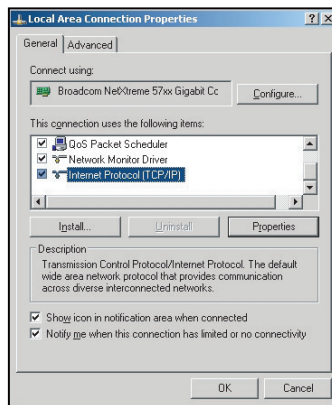 Local Area Connection Properties
General Advanced
Connect using:
Broadcom NetXtreme 57xx Gigabit Cc
Configure...
This connection uses the following items:
QoS Packet Scheduler
Network Monitor Driver
Internet Protocol (TCP/IP)
Install... Uninstall Properties
Description
Transmission Control Protocol/Internet Protocol. The default
wide area network protocol that provides communication
across diverse interconnected networks.
Show icon in notification area when connected
Notify me when this connection has limited or no connectivity
OK Cancel